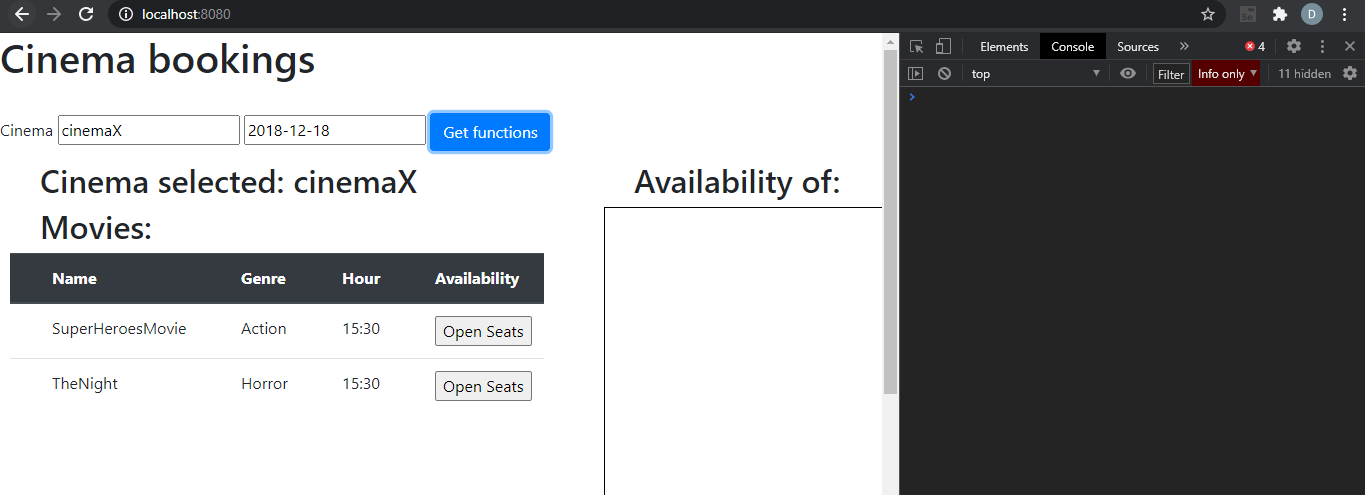 localhost:8080
D
Elements Console Sources » 4
top Filter Info only 11 hidden
Cinema bookings
Cinema cinemaX 2018-12-18 Get functions
Cinema selected: cinemaX
Movies:
Name Genre Hour Availability
SuperHeroesMovie Action 15:30 Open Seats
TheNight Horror 15:30 Open Seats
Availability of: